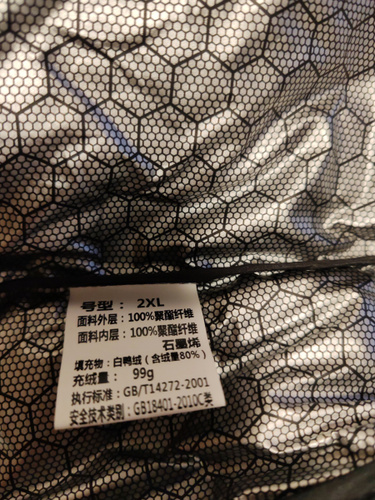 号型： 2XL
面料外层：100%聚酯纤维
面料内层：100%聚酯纤维
石墨烯
填充物：白鸭绒（含绒量80%）
充绒量： 99g
执行标准：GB/T14272-2001
安全技术类别：GB18401-2010C类